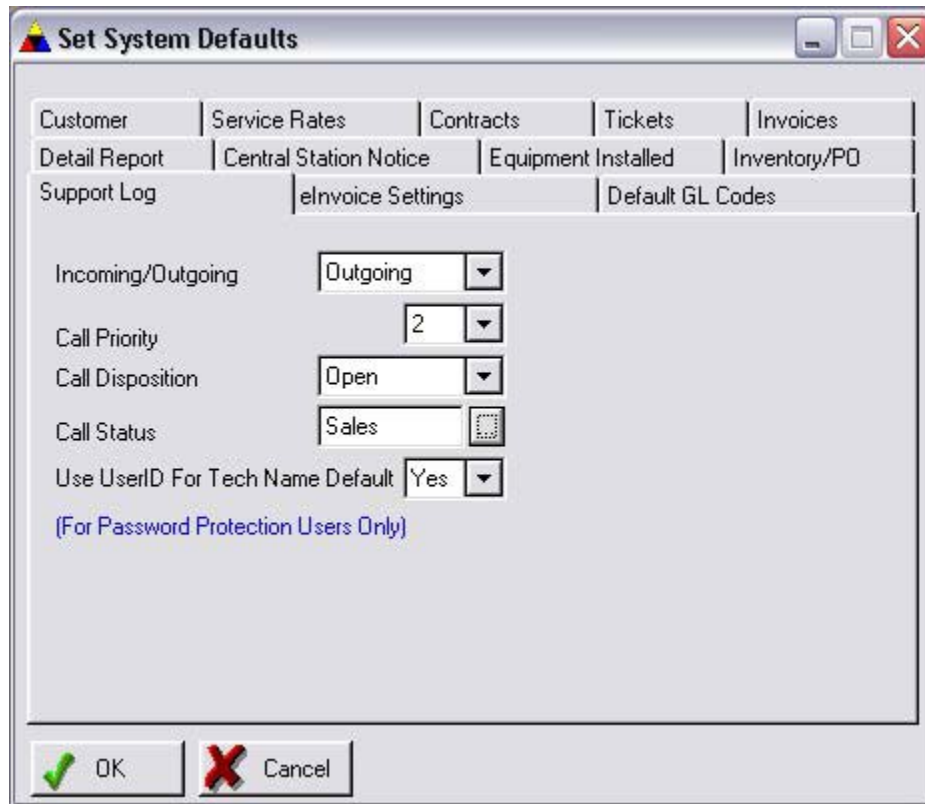 Set System Defaults
Customer Service Rates Contracts Tickets Invoices
Detail Report Central Station Notice Equipment Installed Inventory/PO
Support Log eInvoice Settings Default GL Codes
Incoming/Outgoing Outgoing
Call Priority 2
Call Disposition Open
Call Status Sales
Use UserID For Tech Name Default Yes
(For Password Protection Users Only)
OK Cancel